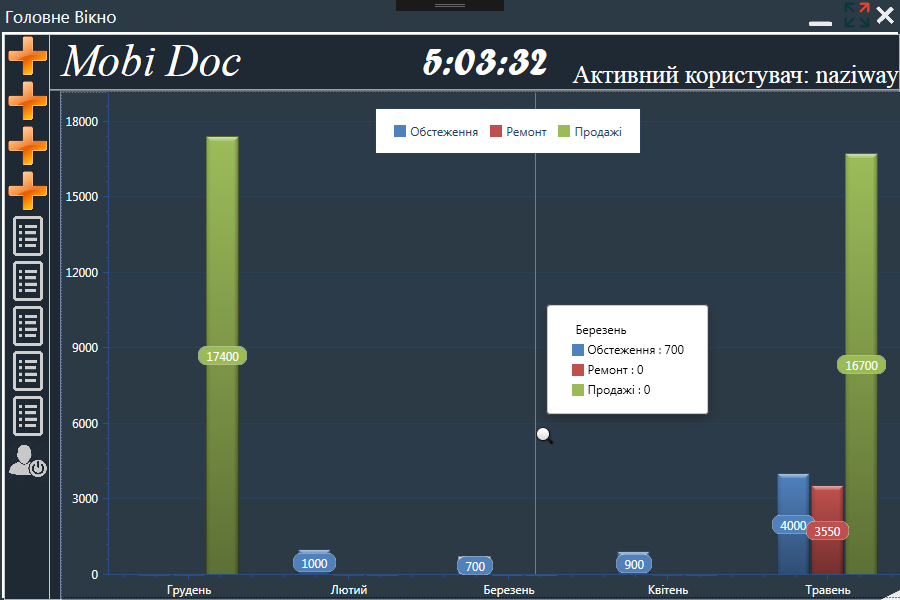 Головне Вікно
Mobi Doc
5:03:32
Активний користувач: naziway
Обстеження Ремонт Продажі
18000
15000
12000
9000
6000
3000
0
17400
1000
700
900
4000
3550
16700
Березень
Обстеження : 700
Ремонт : 0
Продажі : 0
Грудень Лютий Березень Квітень Травень